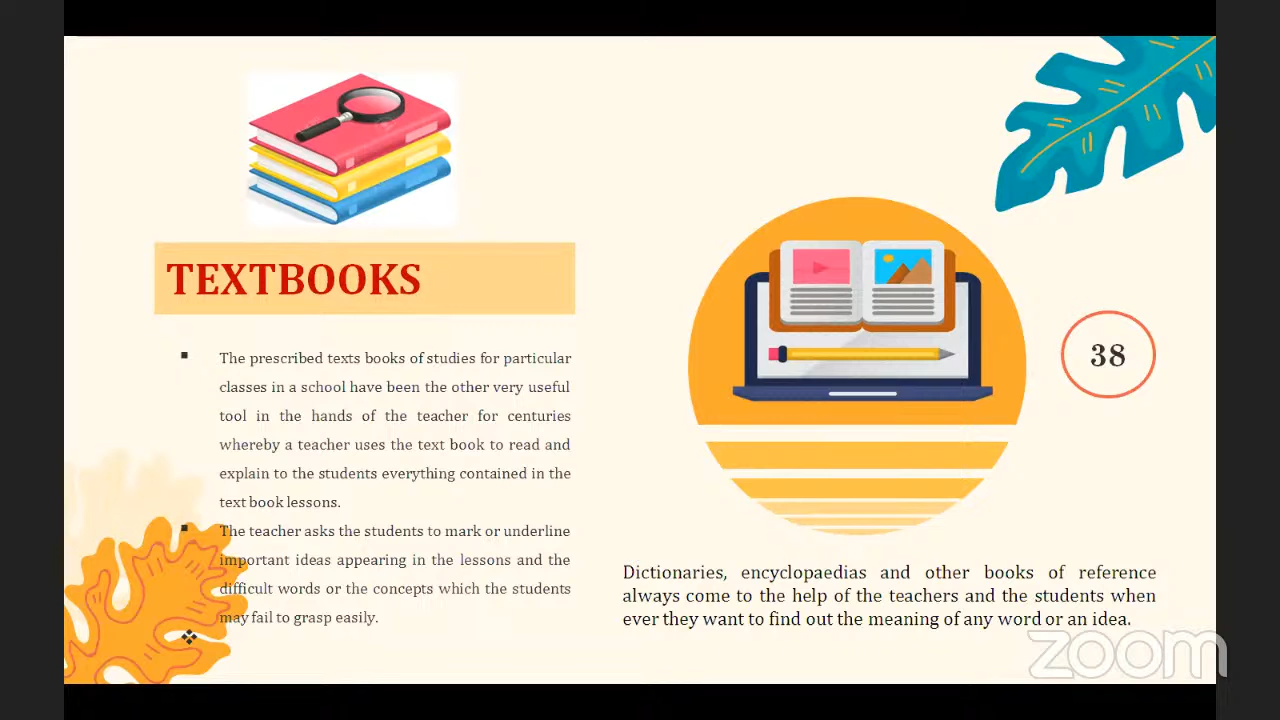 TEXTBOOKS
The prescribed texts books of studies for particular
classes in a school have been the other very useful
tool in the hands of the teacher for centuries
whereby a teacher uses the text book to read and
explain to the students everything contained in the
text book lessons.
The teacher asks the students to mark or underline
important ideas appearing in the lessons and the
difficult words or the concepts which the students
may fail to grasp easily.
38
Dictionaries, encyclopaedias and other books of reference
always come to the help of the teachers and the students when
ever they want to find out the meaning of any word or an idea.
zoom